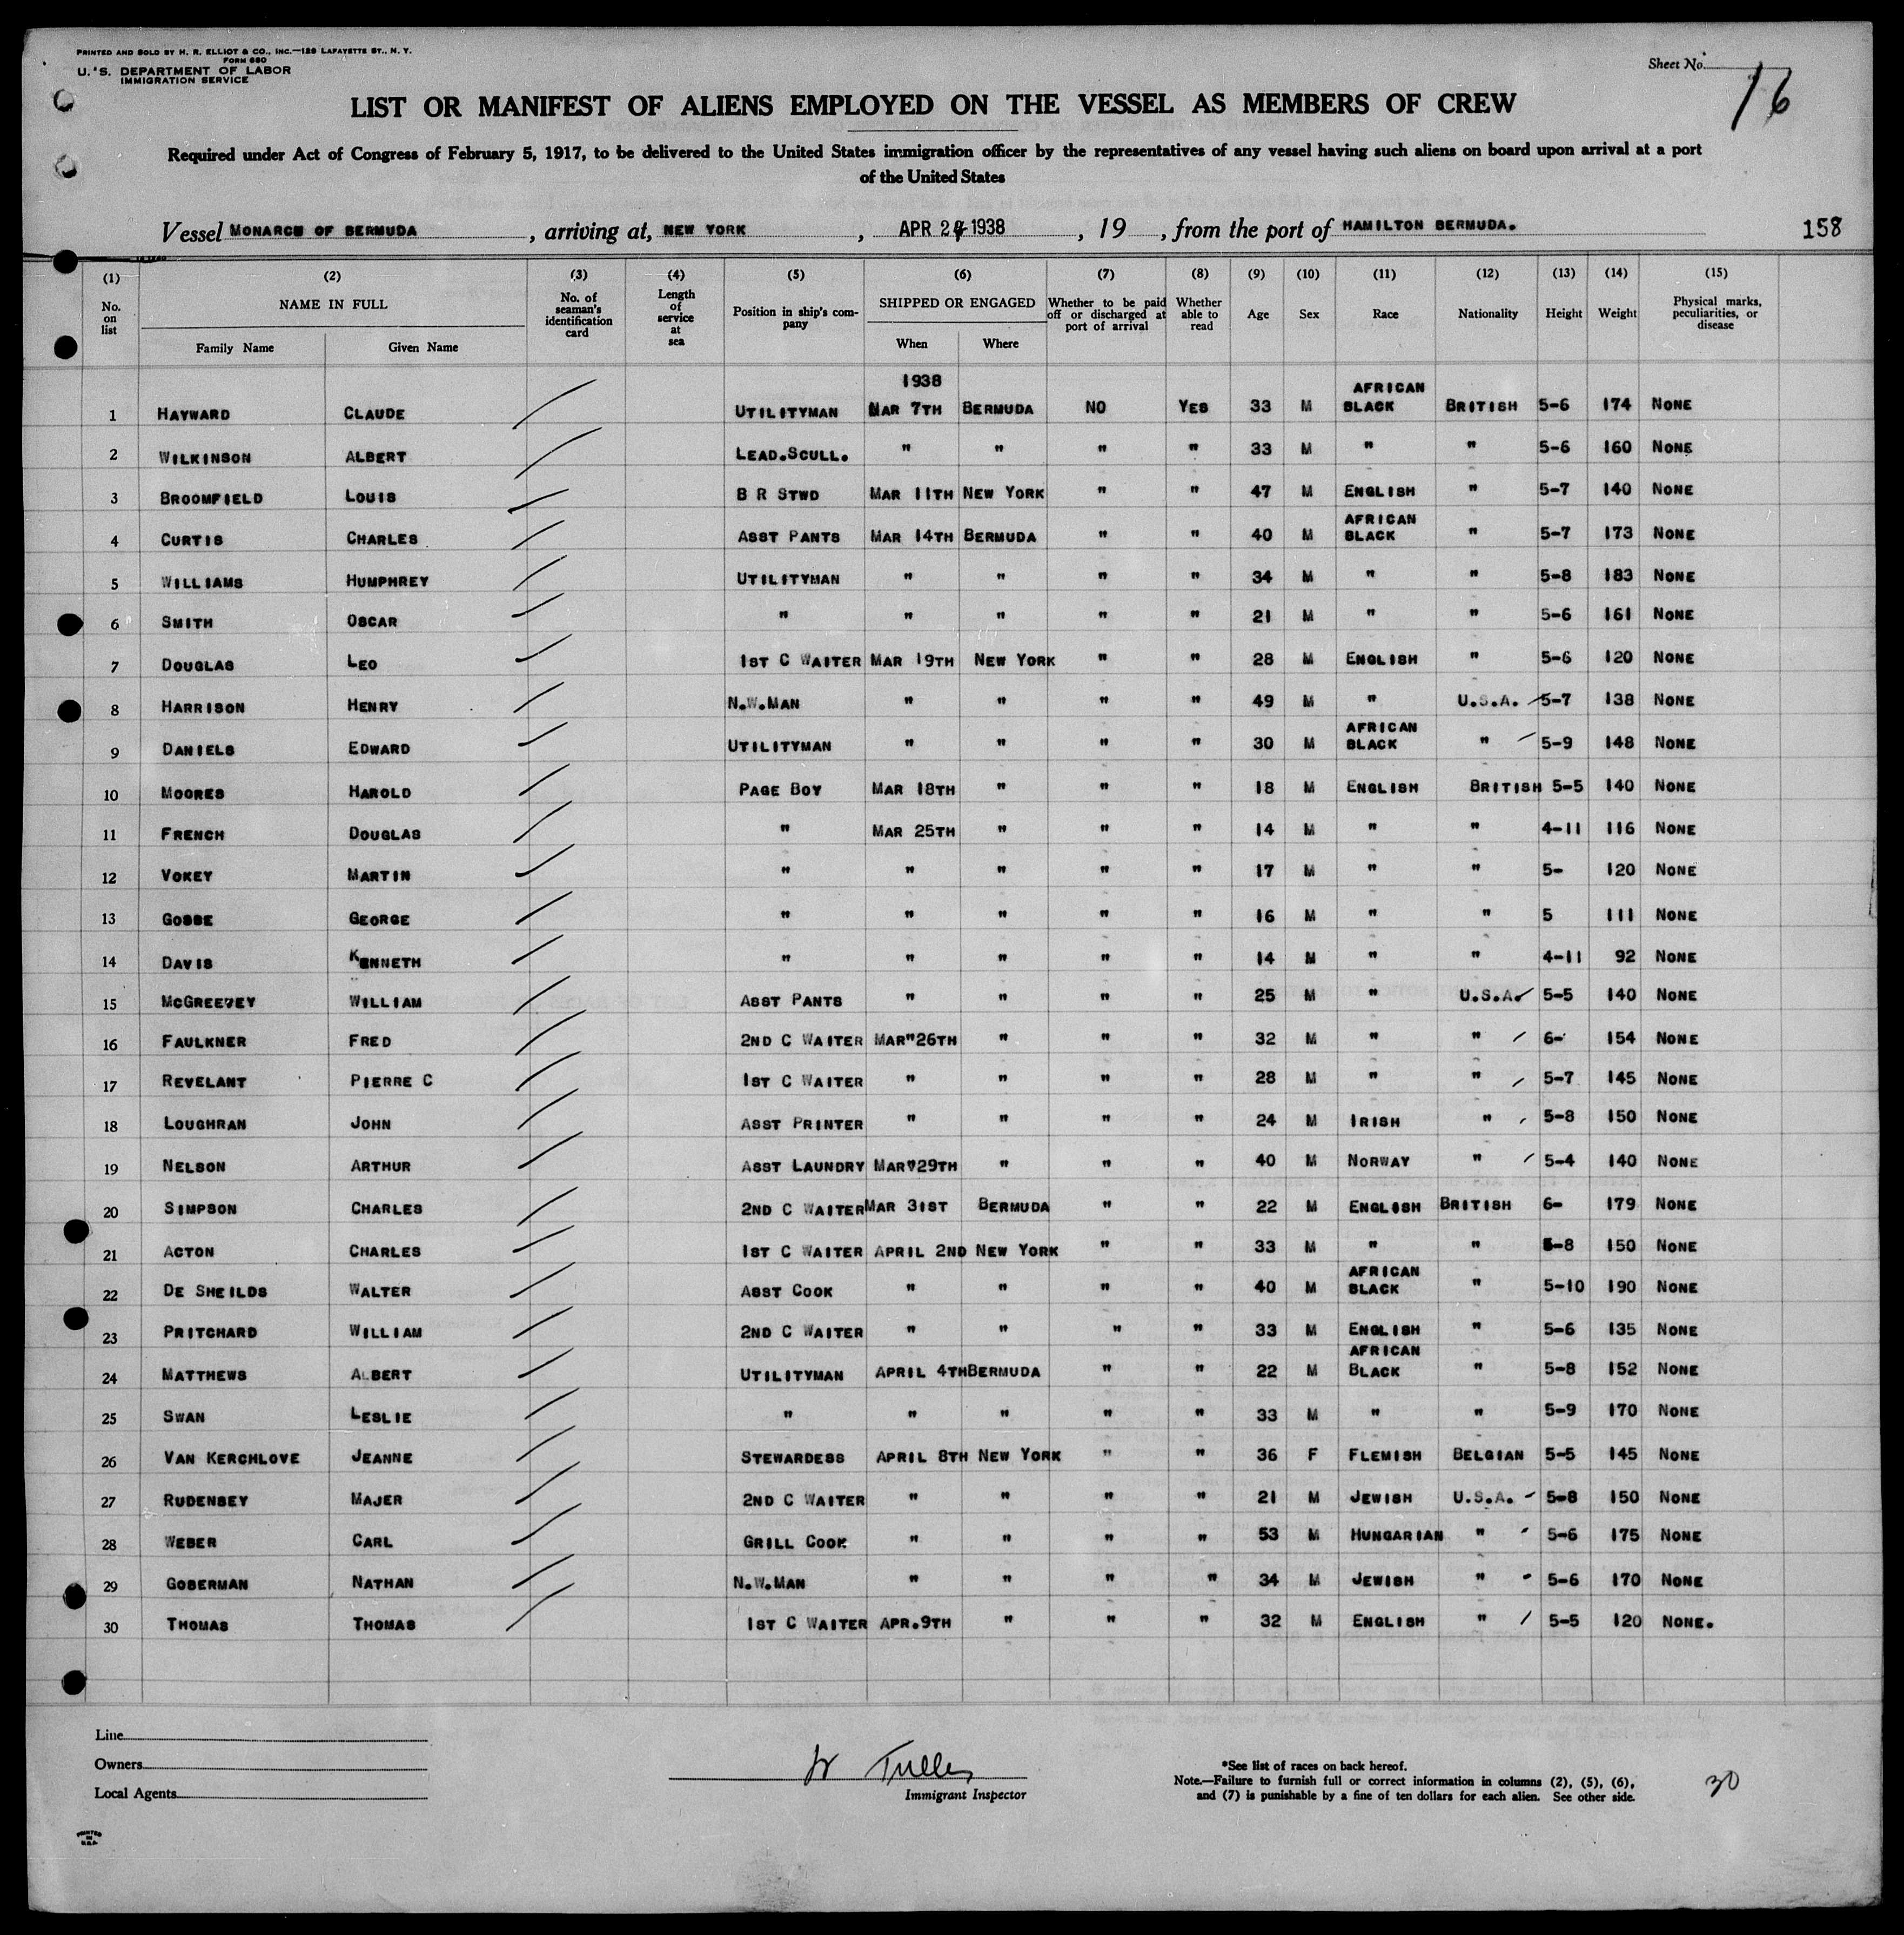 PRINTED AND SOLD BY H. R. ELLIOT & CO., INC.—129 LAFAYETTE ST., N. Y.
FORM 680
U. S. DEPARTMENT OF LABOR
IMMIGRATION SERVICE
Sheet No. 16
LIST OR MANIFEST OF ALIENS EMPLOYED ON THE VESSEL AS MEMBERS OF CREW
Required under Act of Congress of February 5, 1917, to be delivered to the United States immigration officer by the representatives of any vessel having such aliens on board upon arrival at a port
of the United States
Vessel MONARCH OF BERMUDA, arriving at, NEW YORK, APR 24 1938, 19, from the port of HAMILTON BERMUDA. 158
(1) (2) (3) (4) (5) (6) (7) (8) (9) (10) (11) (12) (13) (14) (15)
No. on list NAME IN FULL Family Name Given Name No. of seaman's identification card Length of service at sea Position in ship's company SHIPPED OR ENGAGED When Where Whether to be paid off or discharged at port of arrival Whether able to read Age Sex Race Nationality Height Weight Physical marks, peculiarities, or disease
1938
1 HAYWARD CLAUDE UTILITYMAN MAR 7TH BERMUDA NO YES 33 M AFRICAN BLACK BRITISH 5-6 174 NONE
2 WILKINSON ALBERT LEAD.SCULL. " " " " 33 M " " 5-6 160 NONE
3 BROOMFIELD LOUIS B R STWD MAR 11TH NEW YORK " " 47 M ENGLISH " 5-7 140 NONE
4 CURTIS CHARLES ASST PANTS MAR 14TH BERMUDA " " 40 M AFRICAN BLACK " 5-7 173 NONE
5 WILLIAMS HUMPHREY UTILITYMAN " " " " 34 M " " 5-8 183 NONE
6 SMITH OSCAR " " " " " 21 M " " 5-6 161 NONE
7 DOUGLAS LEO 1ST C WAITER MAR 19TH NEW YORK " " 28 M ENGLISH " 5-6 120 NONE
8 HARRISON HENRY N.W.MAN " " " " 49 M " U.S.A. 5-7 138 NONE
9 DANIELS EDWARD UTILITYMAN " " " " 30 M AFRICAN BLACK " 5-9 148 NONE
10 MOORES HAROLD PAGE BOY MAR 18TH " " " 18 M ENGLISH BRITISH 5-5 140 NONE
11 FRENCH DOUGLAS " MAR 25TH " " " 14 M " " 4-11 116 NONE
12 VOKEY MARTIN " " " " " 17 M " " 5- 120 NONE
13 GOSSE GEORGE " " " " " 16 M " " 5 111 NONE
14 DAVIS KENNETH " " " " " 14 M " " 4-11 92 NONE
15 MCGREEVEY WILLIAM ASST PANTS " " " " 25 M " U.S.A. 5-5 140 NONE
16 FAULKNER FRED 2ND C WAITER MAR"26TH " " " 32 M " " 6- 154 NONE
17 REVELANT PIERRE C 1ST C WAITER " " " " 28 M " " 5-7 145 NONE
18 LOUGHRAN JOHN ASST PRINTER " " " " 24 M IRISH " 5-8 150 NONE
19 NELSON ARTHUR ASST LAUNDRY MAR"29TH " " " 40 M NORWAY " 5-4 140 NONE
20 SIMPSON CHARLES 2ND C WAITER MAR 31ST BERMUDA " " 22 M ENGLISH BRITISH 6- 179 NONE
21 ACTON CHARLES 1ST C WAITER APRIL 2ND NEW YORK " " 33 M " " 5-8 150 NONE
22 DE SHEILDS WALTER ASST COOK " " " " 40 M AFRICAN BLACK " 5-10 190 NONE
23 PRITCHARD WILLIAM 2ND C WAITER " " " " 33 M ENGLISH " 5-6 135 NONE
24 MATTHEWS ALBERT UTILITYMAN APRIL 4TH BERMUDA " " 22 M AFRICAN BLACK " 5-8 152 NONE
25 SWAN LESLIE " " " " " 33 M " " 5-9 170 NONE
26 VAN KERCHLOVE JEANNE STEWARDESS APRIL 8TH NEW YORK " " 36 F FLEMISH BELGIAN 5-5 145 NONE
27 RUDENSEY MAJER 2ND C WAITER " " " " 21 M JEWISH U.S.A. 5-8 150 NONE
28 WEBER CARL GRILL COOK " " " " 53 M HUNGARIAN " 5-6 175 NONE
29 GOBERMAN NATHAN N.W.MAN " " " " 34 M JEWISH " 5-6 170 NONE
30 THOMAS THOMAS 1ST C WAITER APR.9TH " " " 32 M ENGLISH " 5-5 120 NONE.
Line
Owners
Local Agents
Immigrant Inspector
*See list of races on back hereof.
Note.—Failure to furnish full or correct information in columns (2), (5), (6),
and (7) is punishable by a fine of ten dollars for each alien. See other side.
30
PRINTED IN U.S.A.